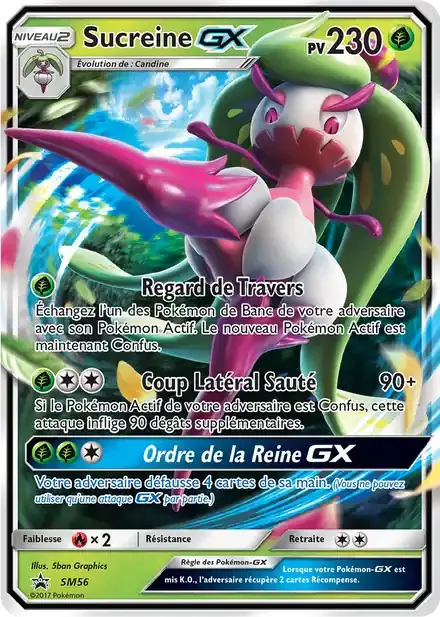 NIVEAU2 Sucreine GX PV230
Évolution de : Candine
Regard de Travers
Échangez l'un des Pokémon de Banc de votre adversaire
avec son Pokémon Actif. Le nouveau Pokémon Actif est
maintenant Confus.
Coup Latéral Sauté 90+
Si le Pokémon Actif de votre adversaire est Confus, cette
attaque inflige 90 dégâts supplémentaires.
Ordre de la Reine GX
Votre adversaire défausse 4 cartes de sa main. (Vous ne pouvez
utiliser qu'une attaque GX par partie.)
Faiblesse × 2 Résistance Retraite
Illus. 5ban Graphics
Règle des Pokémon-GX
Lorsque votre Pokémon-GX est
mis K.O., l'adversaire récupère 2 cartes Récompense.
SM56
©2017 Pokémon